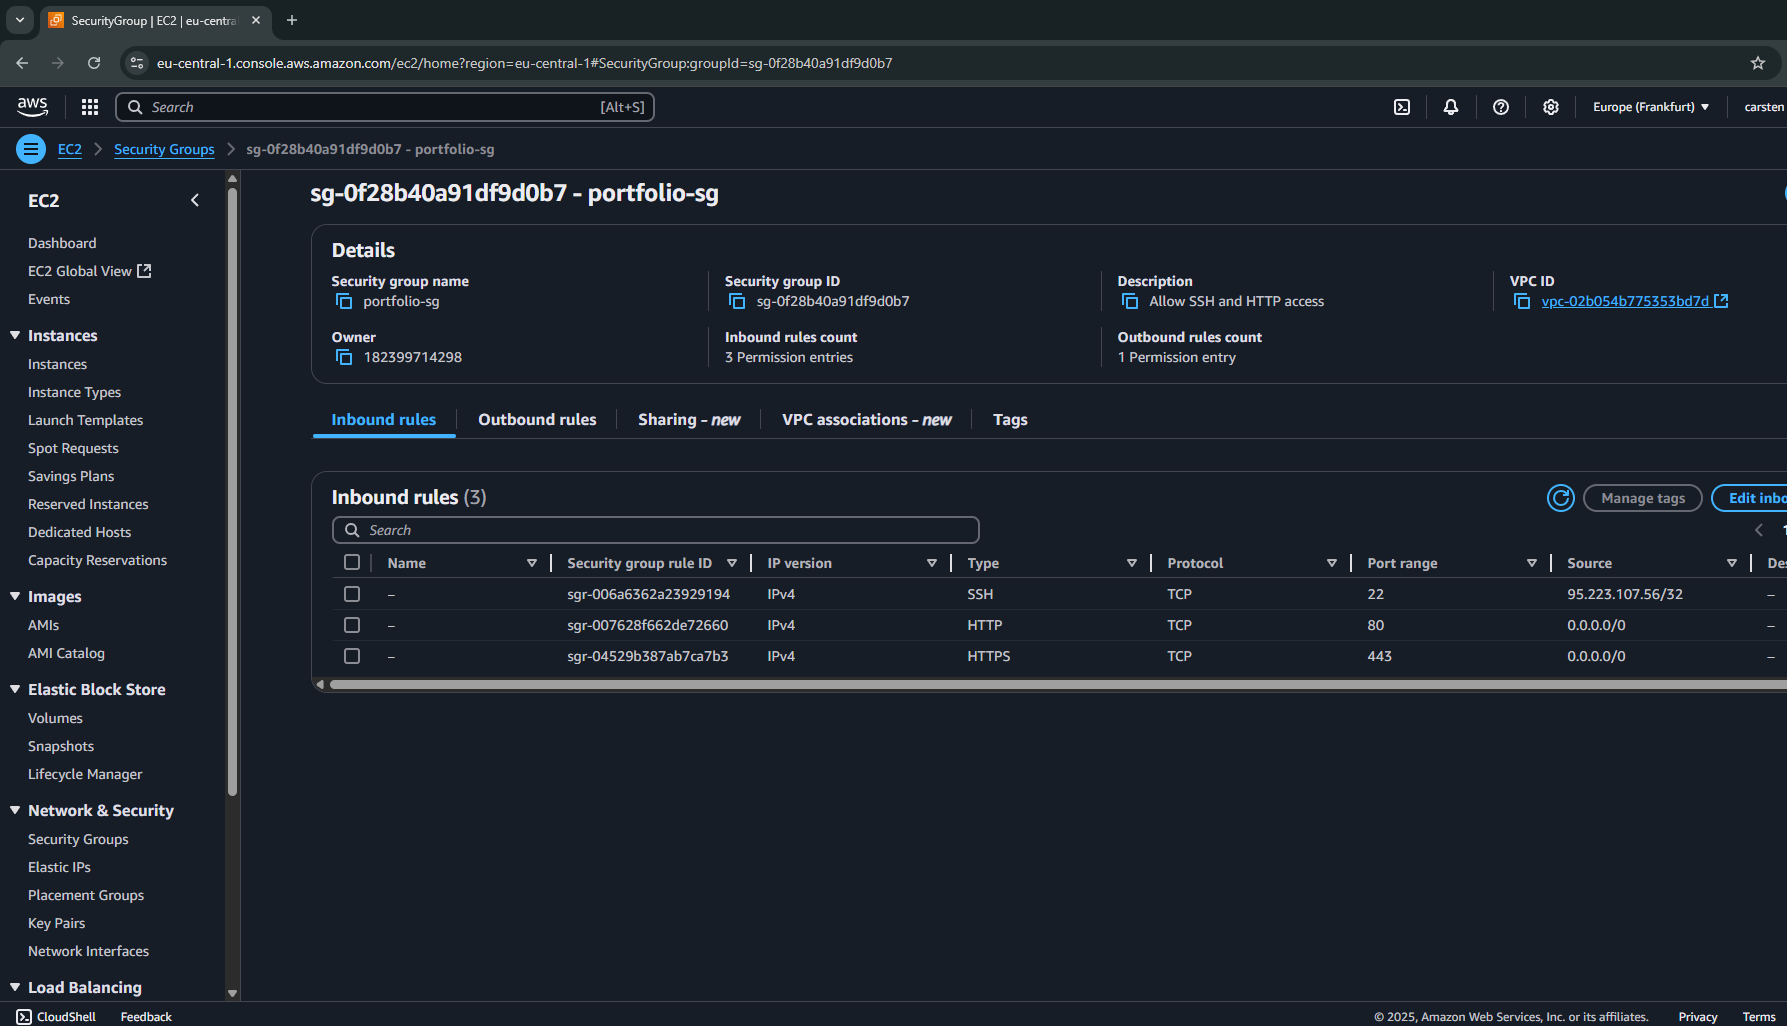 SecurityGroup | EC2 | eu-centra
eu-central-1.console.aws.amazon.com/ec2/home?region=eu-central-1#SecurityGroup:groupId=sg-0f28b40a91df9d0b7
aws
Search [Alt+S]
Europe (Frankfurt)
carsten
EC2 > Security Groups > sg-0f28b40a91df9d0b7 - portfolio-sg
EC2
Dashboard
EC2 Global View
Events
Instances
Instances
Instance Types
Launch Templates
Spot Requests
Savings Plans
Reserved Instances
Dedicated Hosts
Capacity Reservations
Images
AMIs
AMI Catalog
Elastic Block Store
Volumes
Snapshots
Lifecycle Manager
Network & Security
Security Groups
Elastic IPs
Placement Groups
Key Pairs
Network Interfaces
Load Balancing
sg-0f28b40a91df9d0b7 - portfolio-sg
Details
Security group name
portfolio-sg
Security group ID
sg-0f28b40a91df9d0b7
Description
Allow SSH and HTTP access
VPC ID
vpc-02b054b775353bd7d
Owner
182399714298
Inbound rules count
3 Permission entries
Outbound rules count
1 Permission entry
Inbound rules
Outbound rules
Sharing - new
VPC associations - new
Tags
Inbound rules (3)
Manage tags
Edit inbo
Search
1
Name Security group rule ID IP version Type Protocol Port range Source Des
– sgr-006a6362a23929194 IPv4 SSH TCP 22 95.223.107.56/32 –
– sgr-007628f662de72660 IPv4 HTTP TCP 80 0.0.0.0/0 –
– sgr-04529b387ab7ca7b3 IPv4 HTTPS TCP 443 0.0.0.0/0 –
CloudShell
Feedback
© 2025, Amazon Web Services, Inc. or its affiliates.
Privacy
Terms